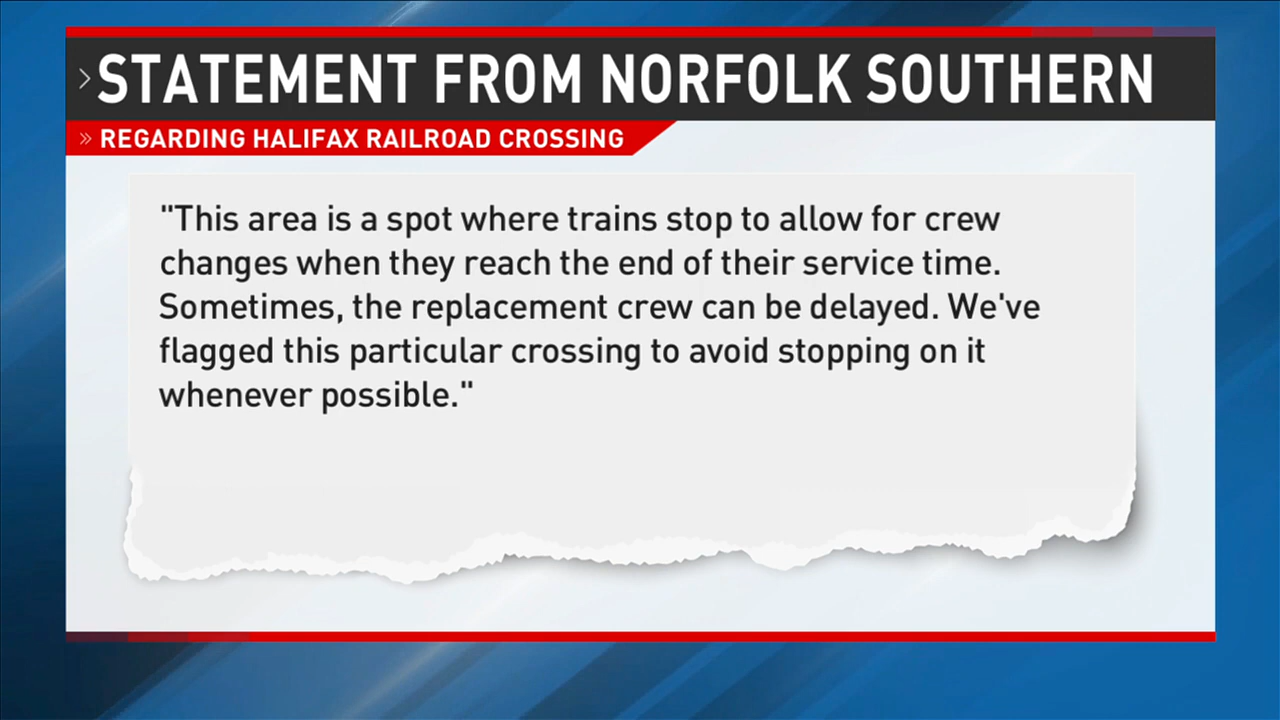 STATEMENT FROM NORFOLK SOUTHERN
REGARDING HALIFAX RAILROAD CROSSING
"This area is a spot where trains stop to allow for crew
changes when they reach the end of their service time.
Sometimes, the replacement crew can be delayed. We've
flagged this particular crossing to avoid stopping on it
whenever possible."